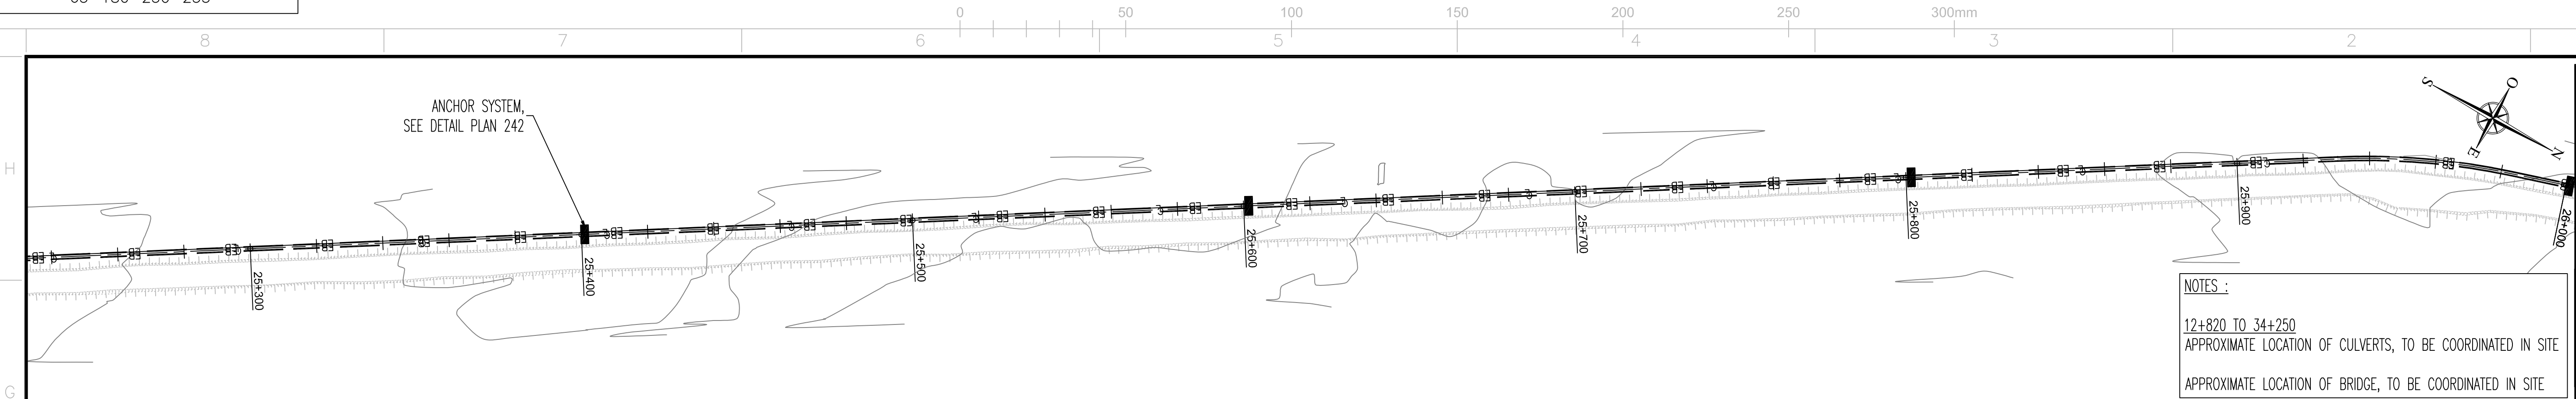 0 50 100 150 200 250 300mm
8 7 6 5 4 3 2
ANCHOR SYSTEM,
SEE DETAIL PLAN 242
S O
E N
H
25+300
25+400
25+500
25+600
25+700
25+800
25+900
26+000
NOTES :
12+820 TO 34+250
APPROXIMATE LOCATION OF CULVERTS, TO BE COORDINATED IN SITE
APPROXIMATE LOCATION OF BRIDGE, TO BE COORDINATED IN SITE
G